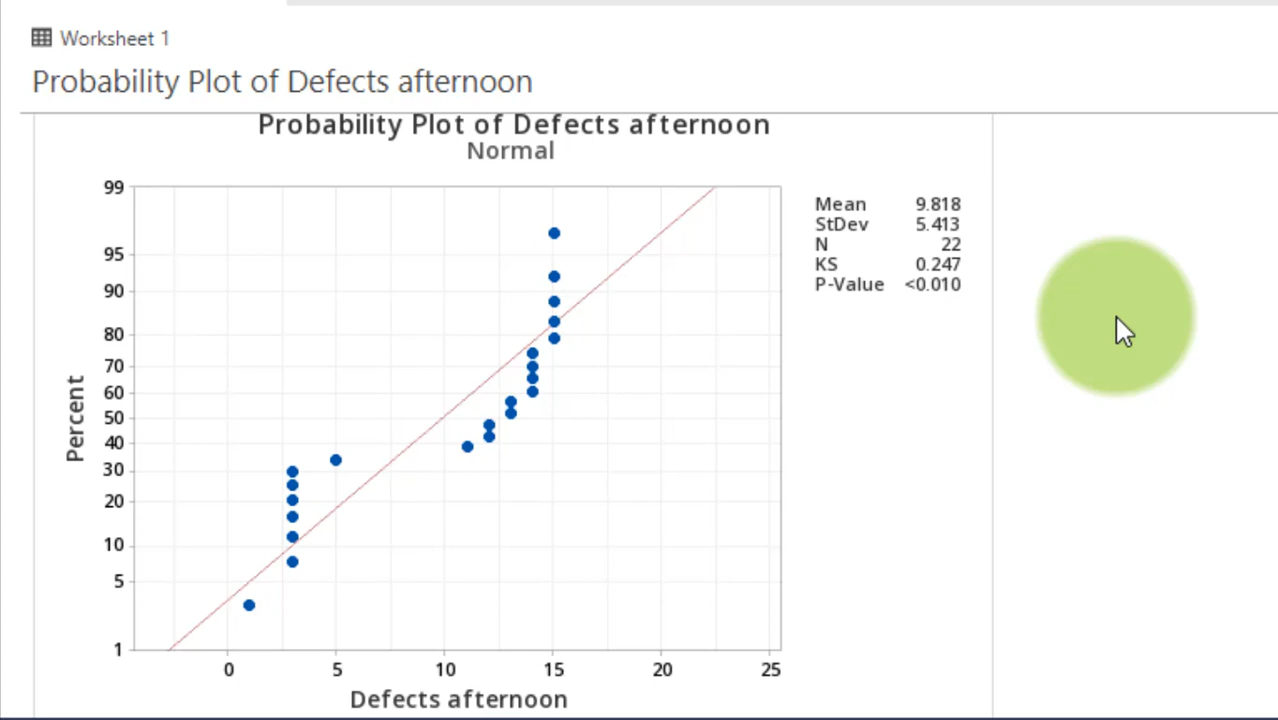 Worksheet 1
Probability Plot of Defects afternoon
Probability Plot of Defects afternoon
Normal
99
95
90
80
70
60
50
40
30
20
10
5
1
Percent
0 5 10 15 20 25
Defects afternoon
Mean 9.818
StDev 5.413
N 22
KS 0.247
P-Value <0.010